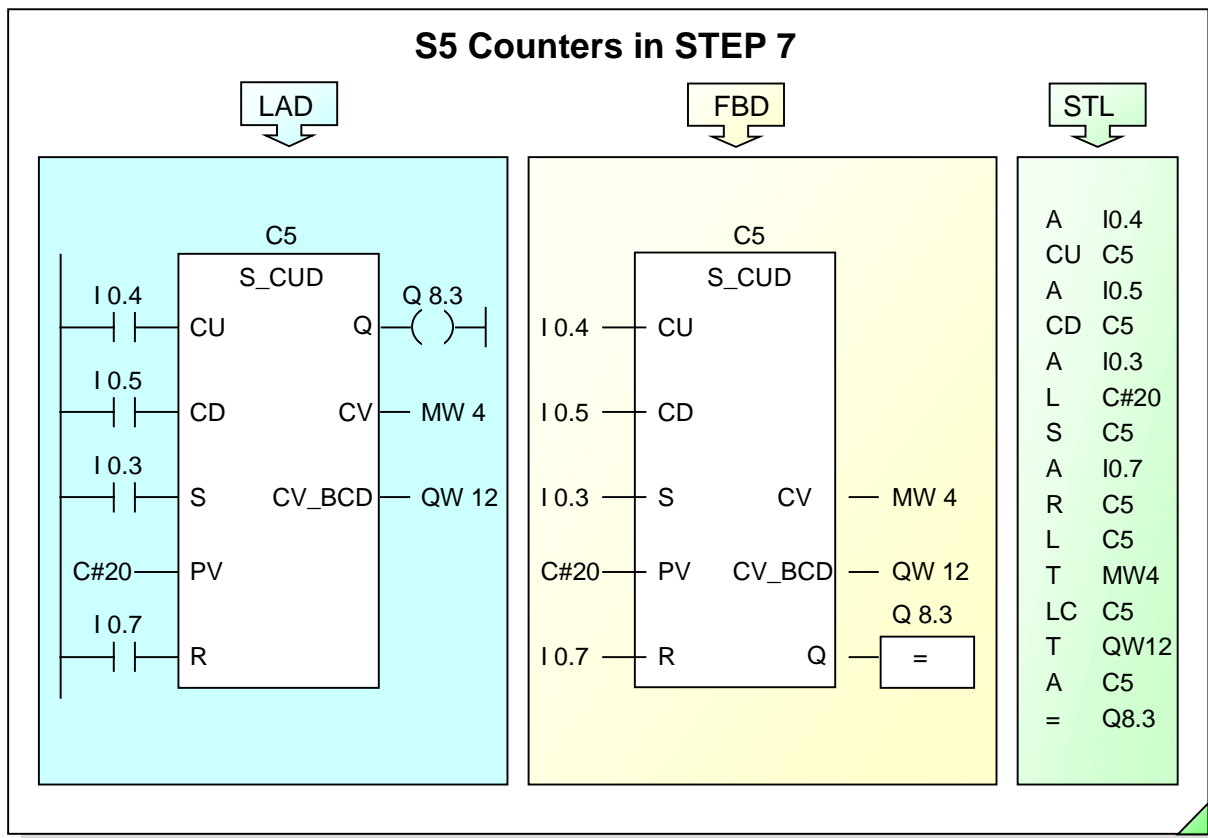 S5 Counters in STEP 7
LAD
C5
S_CUD
I 0.4
CU
Q
Q 8.3
I 0.5
CD
CV
MW 4
I 0.3
S
CV_BCD
QW 12
C#20
PV
I 0.7
R
FBD
C5
S_CUD
I 0.4
CU
I 0.5
CD
I 0.3
S
CV
MW 4
C#20
PV
CV_BCD
QW 12
Q 8.3
I 0.7
R
Q
=
STL
A I0.4
CU C5
A I0.5
CD C5
A I0.3
L C#20
S C5
A I0.7
R C5
L C5
T MW4
LC C5
T QW12
A C5
= Q8.3